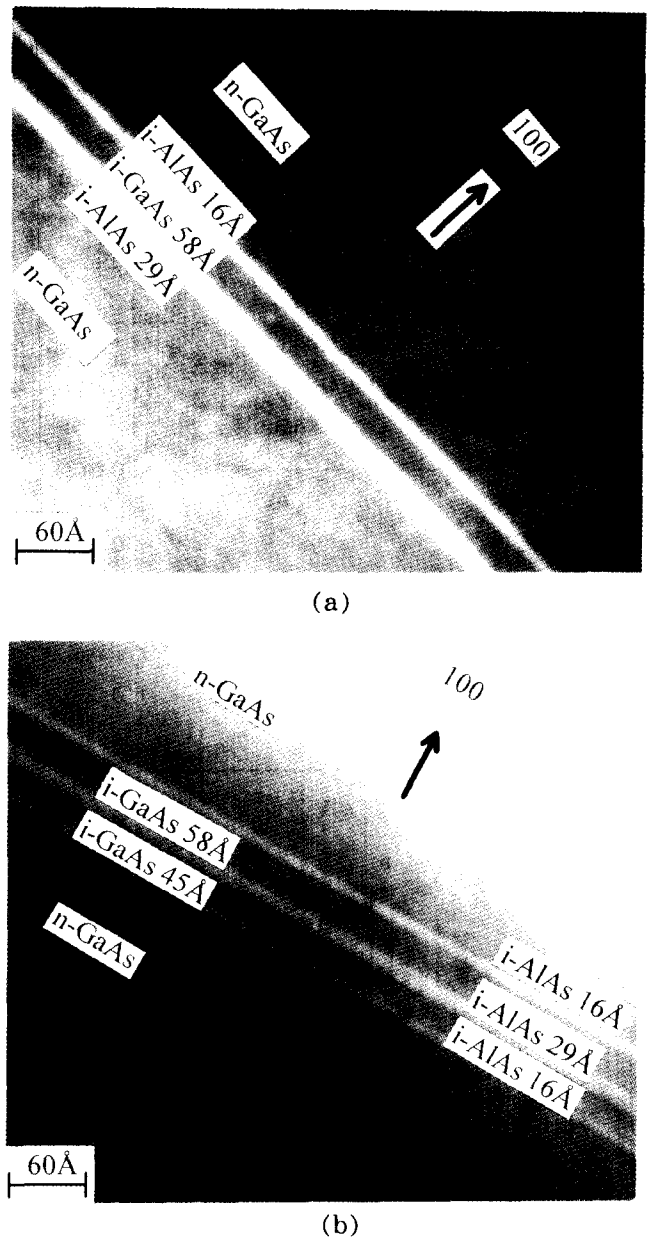 n-GaAs
100
i-AlAs 16Å
i-GaAs 58Å
i-AlAs 29Å
n-GaAs
60Å
(a)
n-GaAs
100
i-GaAs 58Å
i-GaAs 45Å
n-GaAs
i-AlAs 16Å
i-AlAs 29Å
i-AlAs 16Å
60Å
(b)